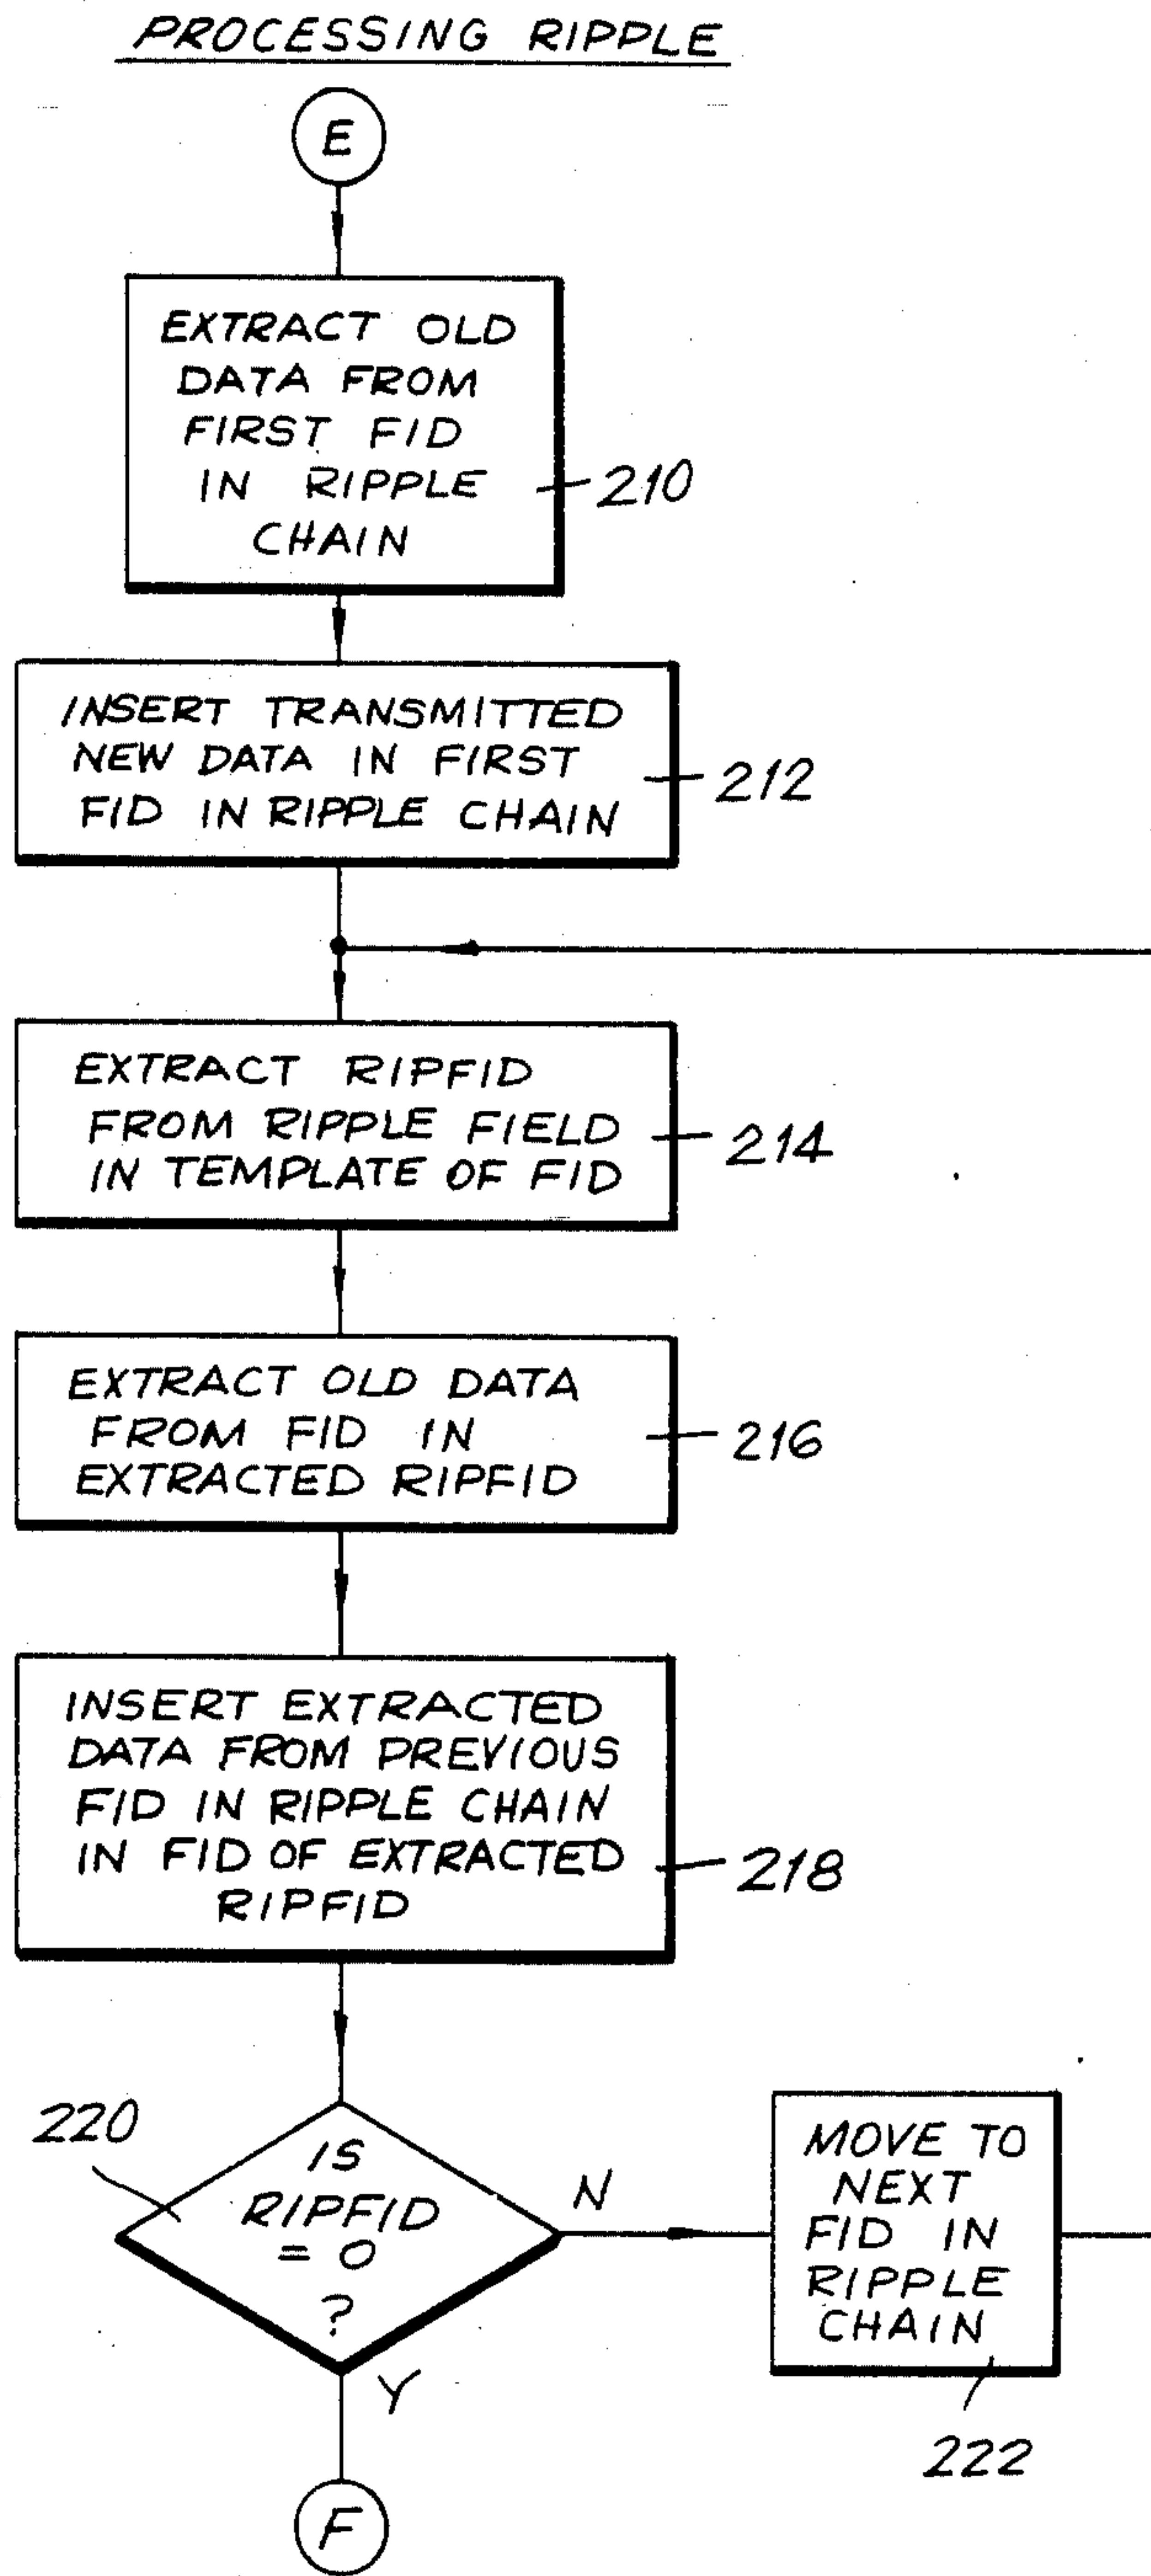 PROCESSING RIPPLE
E
EXTRACT OLD
DATA FROM
FIRST FID
IN RIPPLE
CHAIN
210
INSERT TRANSMITTED
NEW DATA IN FIRST
FID IN RIPPLE CHAIN
212
EXTRACT RIPFID
FROM RIPPLE FIELD
IN TEMPLATE OF FID
214
EXTRACT OLD DATA
FROM FID IN
EXTRACTED RIPFID
216
INSERT EXTRACTED
DATA FROM PREVIOUS
FID IN RIPPLE CHAIN
IN FID OF EXTRACTED
RIPFID
218
220
IS
RIPFID
= 0
?
N
Y
MOVE TO
NEXT
FID IN
RIPPLE
CHAIN
222
F